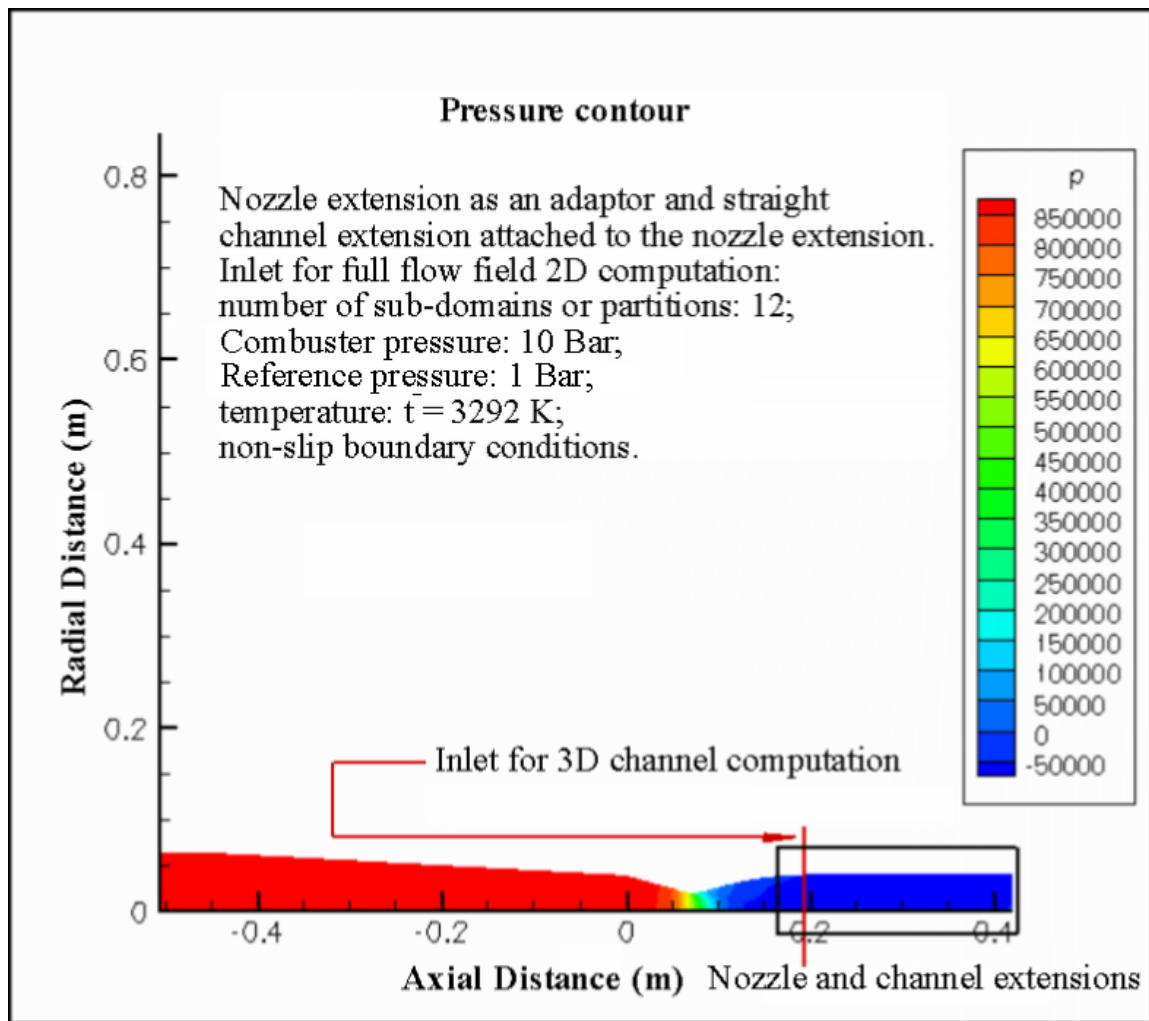 Pressure contour
Nozzle extension as an adaptor and straight
channel extension attached to the nozzle extension.
Inlet for full flow field 2D computation:
number of sub-domains or partitions: 12;
Combuster pressure: 10 Bar;
Reference pressure: 1 Bar;
temperature: t̄ = 3292 K;
non-slip boundary conditions.
p
850000
800000
750000
700000
650000
600000
550000
500000
450000
400000
350000
300000
250000
200000
150000
100000
50000
0
-50000
Radial Distance (m)
0.8
0.6
0.4
0.2
0
Inlet for 3D channel computation
-0.4
-0.2
0
0.2
0.4
Axial Distance (m)
Nozzle and channel extensions